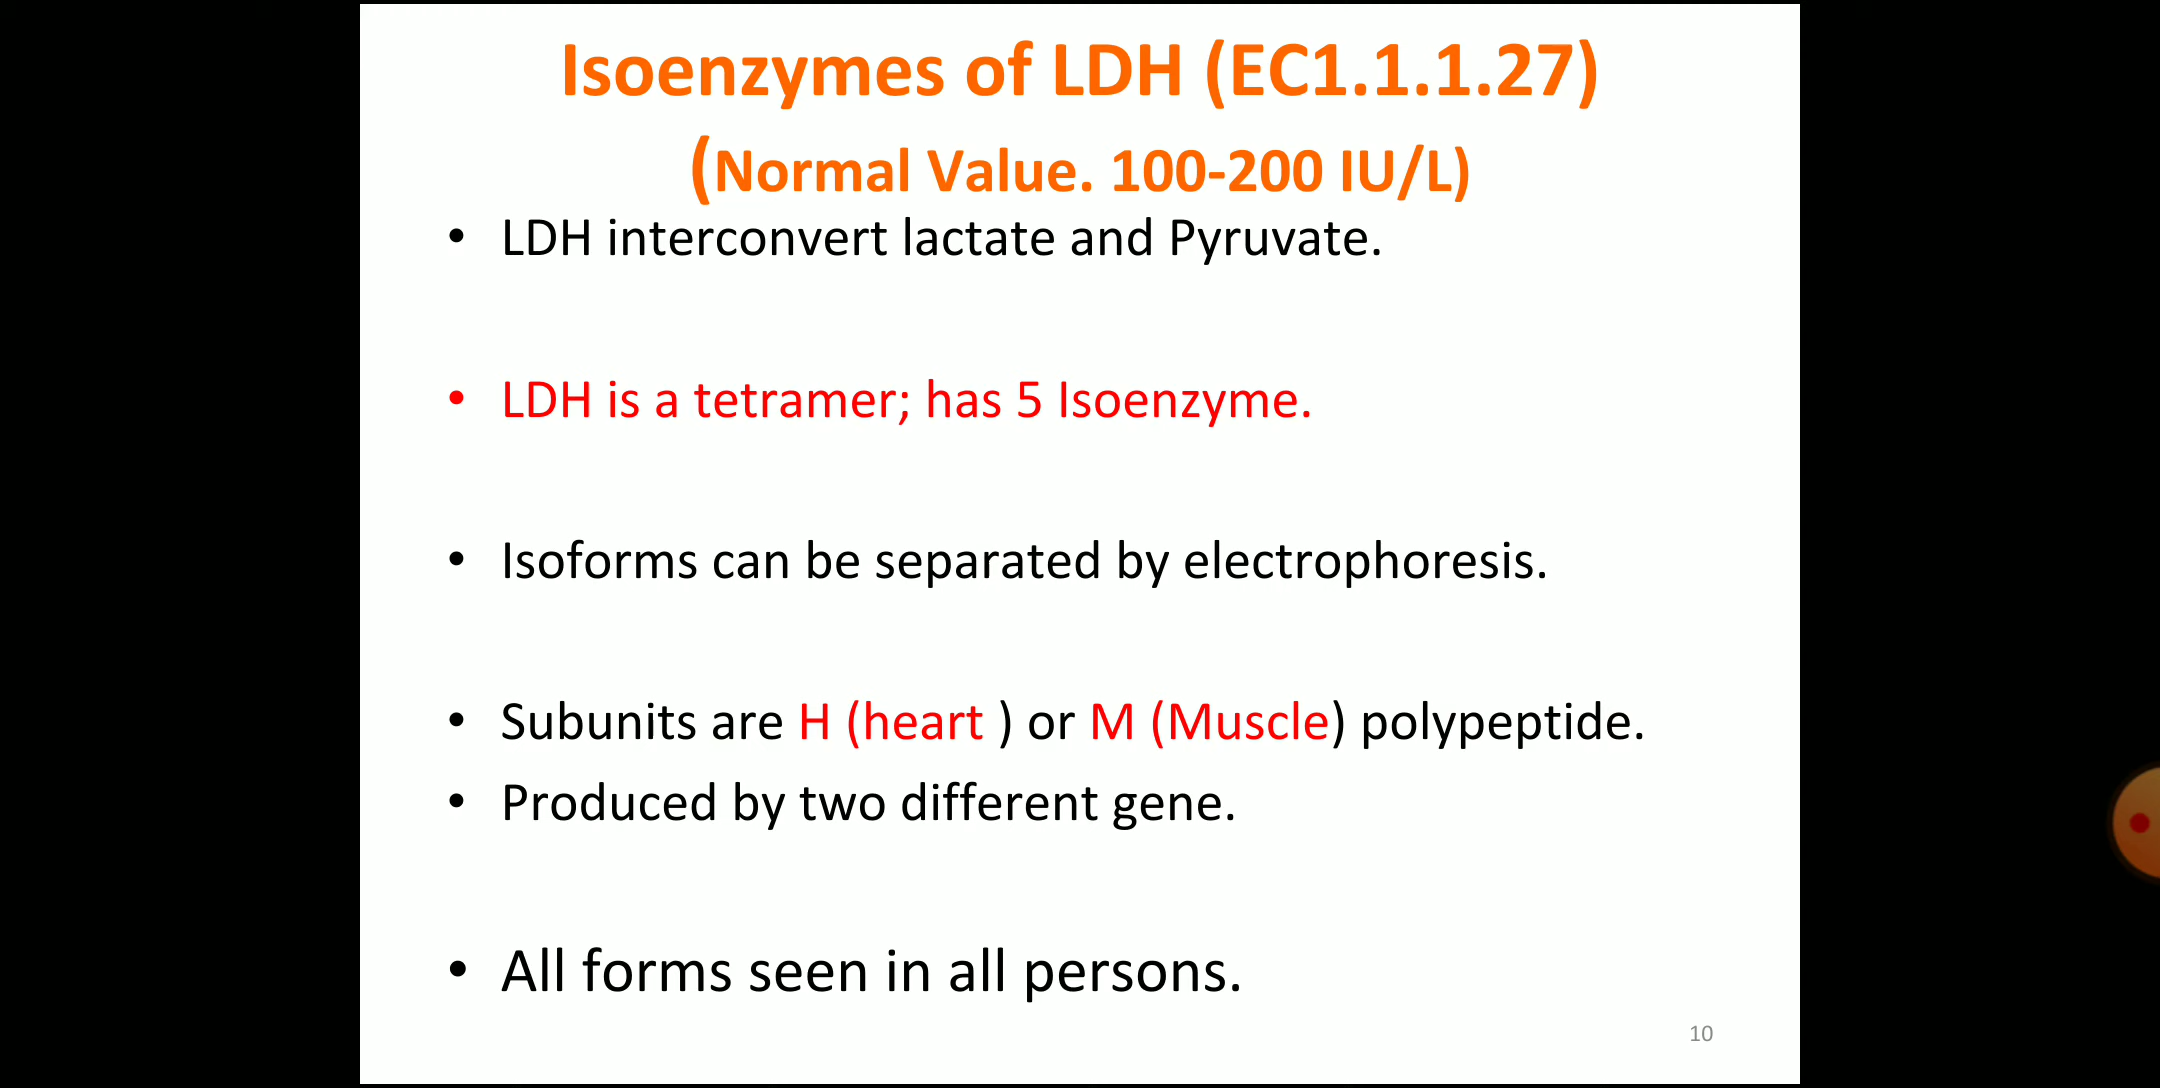 Isoenzymes of LDH (EC1.1.1.27)
(Normal Value. 100-200 IU/L)
• LDH interconvert lactate and Pyruvate.
• LDH is a tetramer; has 5 Isoenzyme.
• Isoforms can be separated by electrophoresis.
• Subunits are H (heart ) or M (Muscle) polypeptide.
• Produced by two different gene.
• All forms seen in all persons.
10